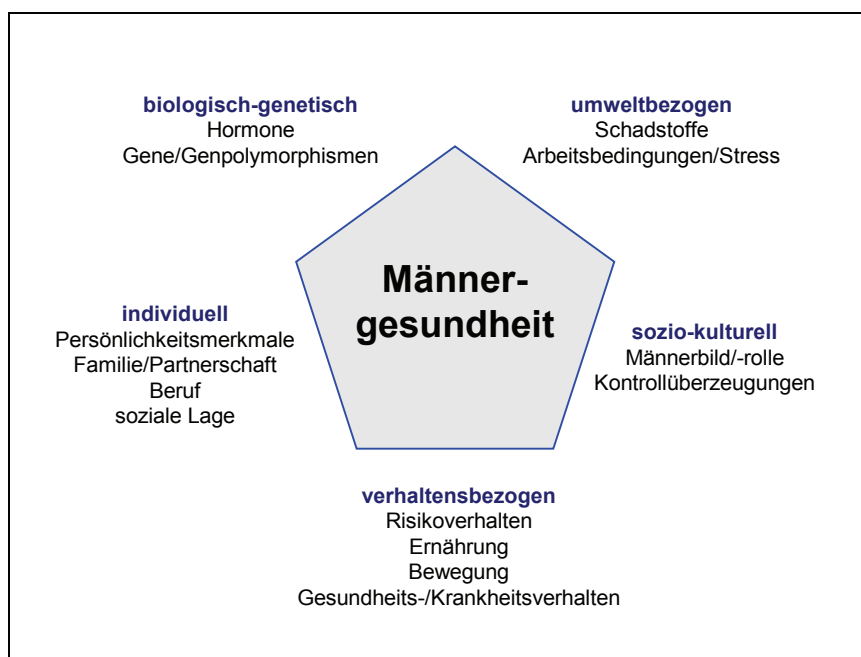 biologisch-genetisch
Hormone
Gene/Genpolymorphismen
umweltbezogen
Schadstoffe
Arbeitsbedingungen/Stress
Männer-
gesundheit
individuell
Persönlichkeitsmerkmale
Familie/Partnerschaft
Beruf
soziale Lage
sozio-kulturell
Männerbild/-rolle
Kontrollüberzeugungen
verhaltensbezogen
Risikoverhalten
Ernährung
Bewegung
Gesundheits-/Krankheitsverhalten